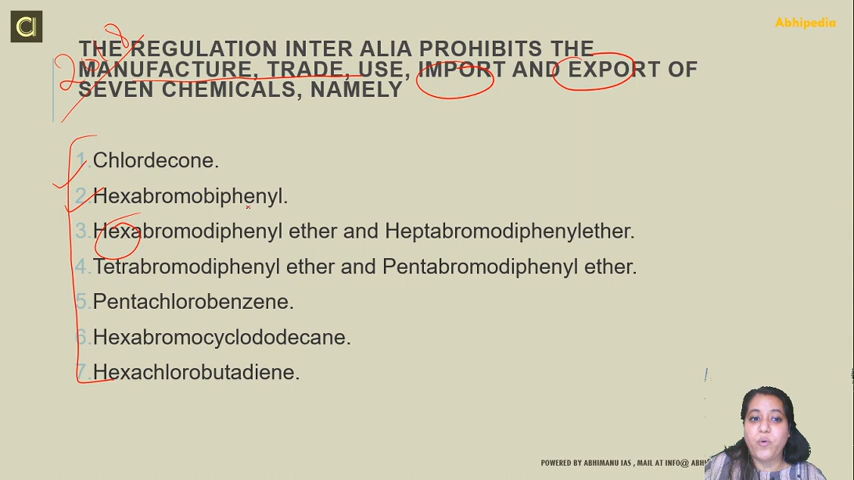 Abhipedia
THE REGULATION INTER ALIA PROHIBITS THE
MANUFACTURE, TRADE, USE, IMPORT AND EXPORT OF
SEVEN CHEMICALS, NAMELY
1. Chlordecone.
2. Hexabromobiphenyl.
3. Hexabromodiphenyl ether and Heptabromodiphenylether.
4. Tetrabromodiphenyl ether and Pentabromodiphenyl ether.
5. Pentachlorobenzene.
6. Hexabromocyclododecane.
7. Hexachlorobutadiene.
POWERED BY ABHIMANU IAS , MAIL AT INFO@